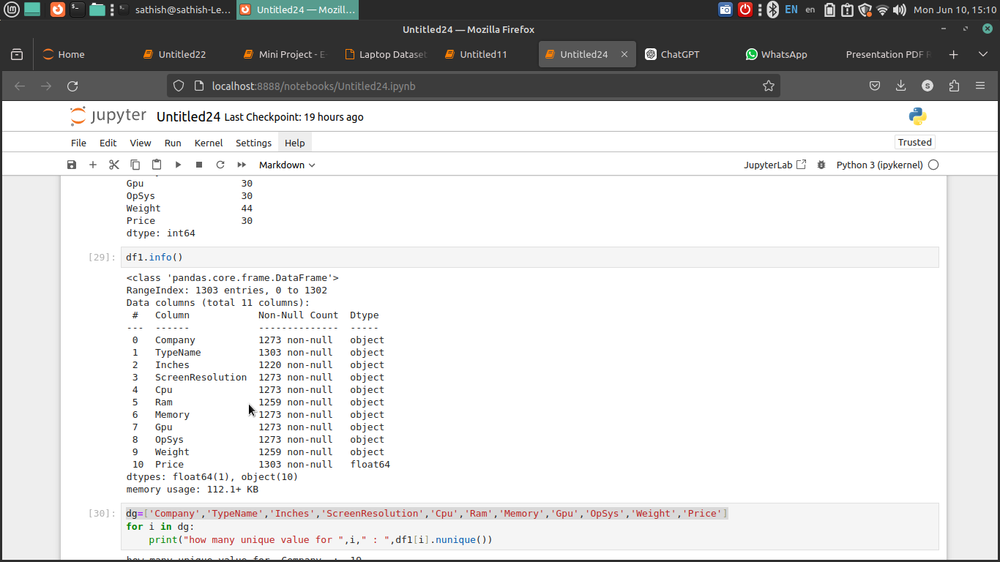 sathish@sathish-Le... Untitled24 — Mozill... EN en Mon Jun 10, 15:10
Untitled24 — Mozilla Firefox
Home Untitled22 Mini Project - E Laptop Dataset Untitled11 Untitled24 ChatGPT WhatsApp Presentation PDF
localhost:8888/notebooks/Untitled24.ipynb S
jupyter Untitled24 Last Checkpoint: 19 hours ago
File Edit View Run Kernel Settings Help Trusted
Markdown JupyterLab Python 3 (ipykernel)
Gpu 30
OpSys 30
Weight 44
Price 30
dtype: int64
[29]: df1.info()
<class 'pandas.core.frame.DataFrame'>
RangeIndex: 1303 entries, 0 to 1302
Data columns (total 11 columns):
# Column Non-Null Count Dtype
--- ------ -------------- -----
0 Company 1273 non-null object
1 TypeName 1303 non-null object
2 Inches 1220 non-null object
3 ScreenResolution 1273 non-null object
4 Cpu 1273 non-null object
5 Ram 1259 non-null object
6 Memory 1273 non-null object
7 Gpu 1273 non-null object
8 OpSys 1273 non-null object
9 Weight 1259 non-null object
10 Price 1303 non-null float64
dtypes: float64(1), object(10)
memory usage: 112.1+ KB
[30]: dg=['Company','TypeName','Inches','ScreenResolution','Cpu','Ram','Memory','Gpu','OpSys','Weight','Price']
for i in dg:
print("how many unique value for ",i," : ",df1[i].nunique())
how many unique value for Company : 19